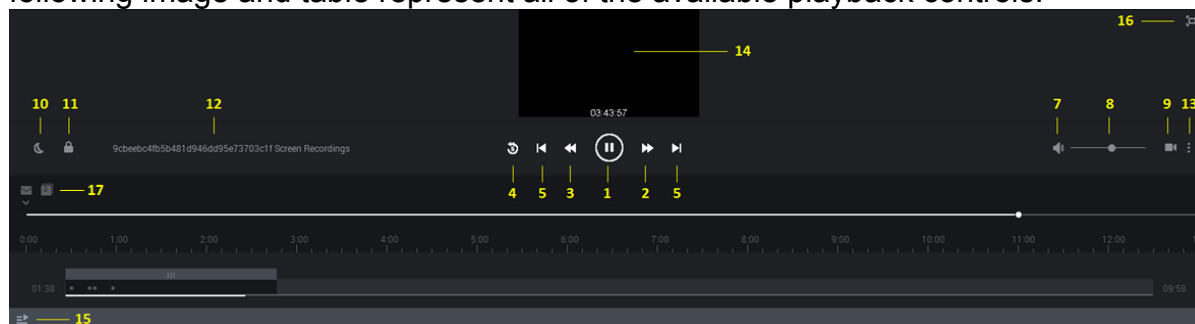 following image and table represent all of the available playback controls.
16
14
03:43:57
10 11 12 7 8 9 13
9cbeebc4fb5b481d946dd95e73703c1f Screen Recordings
4 5 3 1 2 5
17
0:00 1:00 2:00 3:00 4:00 5:00 6:00 7:00 8:00 9:00 10:00 11:00 12:00
01:38 09:58
15